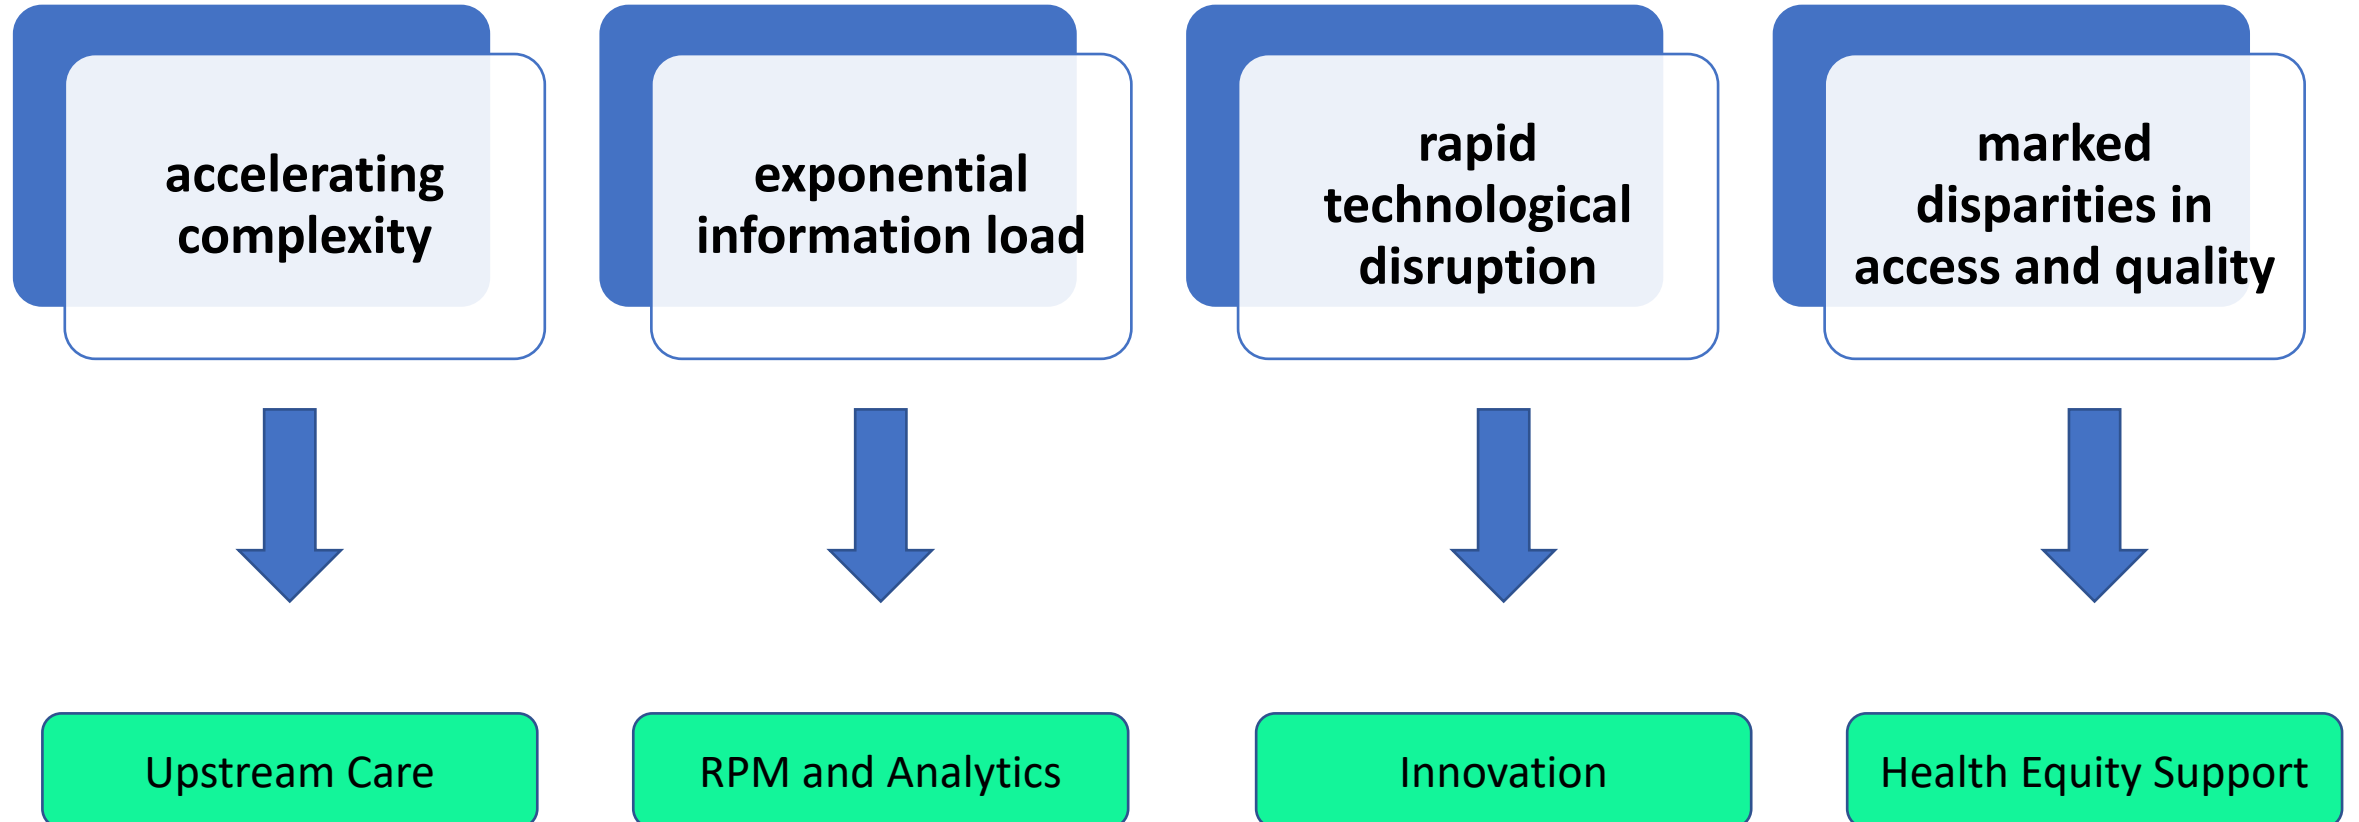 accelerating
complexity
exponential
information load
rapid
technological
disruption
marked
disparities in
access and quality
Upstream Care
RPM and Analytics
Innovation
Health Equity Support